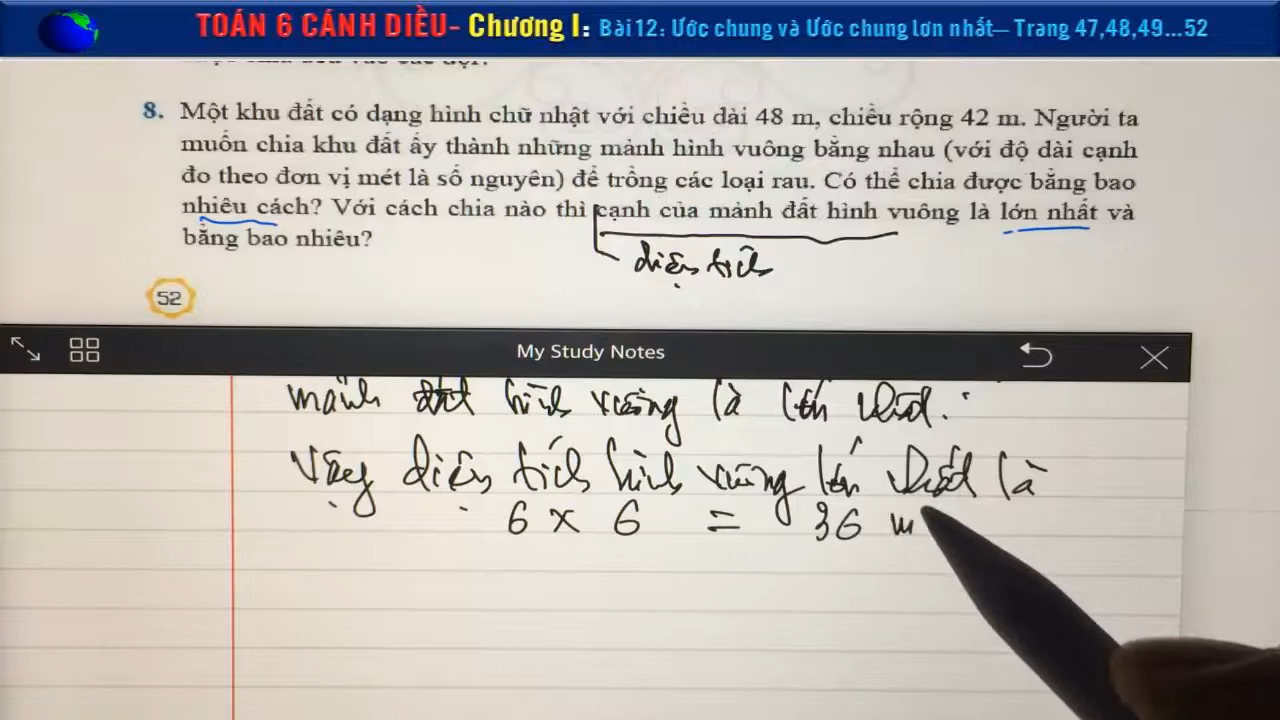 TOÁN 6 CÁNH DIỀU- Chương I: Bài 12: Ước chung và Ước chung lớn nhất– Trang 47,48,49...52
8. Một khu đất có dạng hình chữ nhật với chiều dài 48 m, chiều rộng 42 m. Người ta
muốn chia khu đất ấy thành những mảnh hình vuông bằng nhau (với độ dài cạnh
đo theo đơn vị mét là số nguyên) để trồng các loại rau. Có thể chia được bằng bao
nhiêu cách? Với cách chia nào thì cạnh của mảnh đất hình vuông là lớn nhất và
bằng bao nhiêu?
diện tích
52
My Study Notes
mảnh đất hình vuông là lớn nhất.
Vậy diện tích hình vuông lớn nhất là
6 x 6 = 36 m